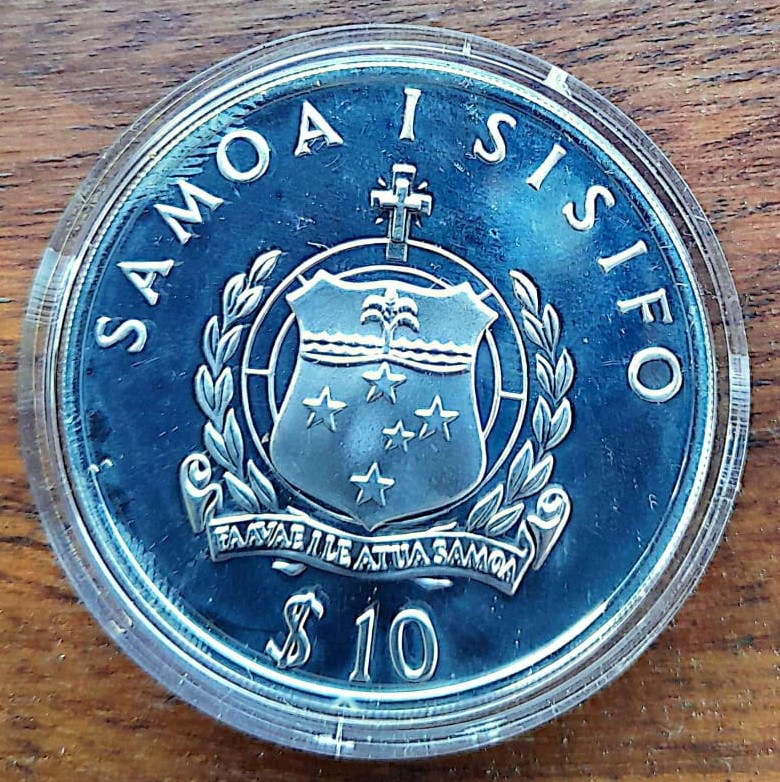 SAMOA I SISIFO
FAAVAE I LE ATUA SAMOA
$ 10